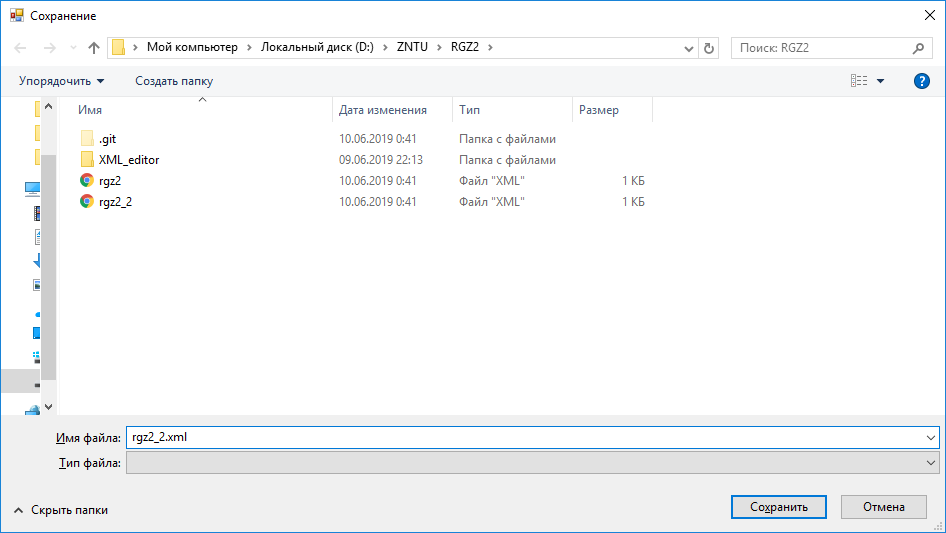 Сохранение
Мой компьютер > Локальный диск (D:) > ZNTU > RGZ2 >
Поиск: RGZ2
Упорядочить
Создать папку
?
Имя Дата изменения Тип Размер
.git 10.06.2019 0:41 Папка с файлами
XML_editor 09.06.2019 22:13 Папка с файлами
rgz2 10.06.2019 0:41 Файл "XML" 1 КБ
rgz2_2 10.06.2019 0:41 Файл "XML" 1 КБ
Имя файла: rgz2_2.xml
Тип файла:
Скрыть папки
Сохранить
Отмена